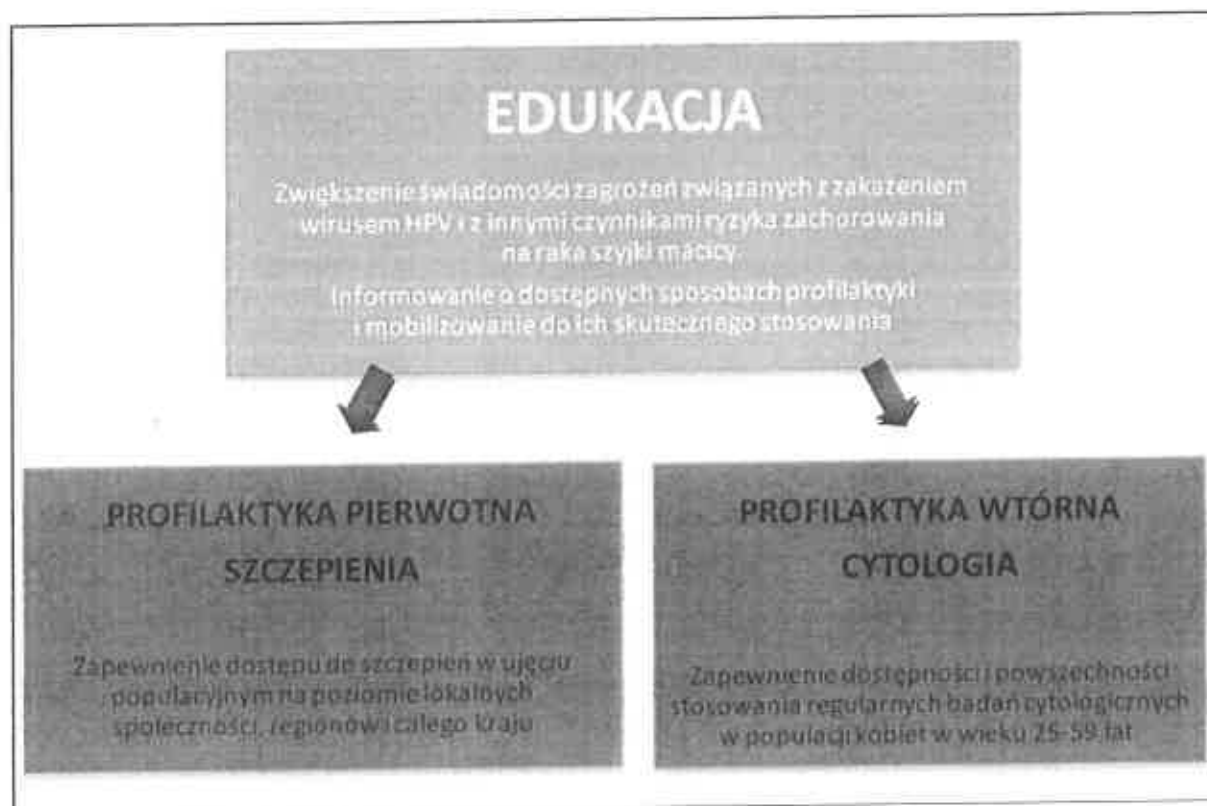 EDUKACJA
Zwiększenie świadomości zagrożeń związanych z zakażeniem
wirusem HPV i z innymi czynnikami ryzyka zachorowania
na raka szyjki macicy.
Informowanie o dostępnych sposobach profilaktyki
i mobilizowanie do ich skutecznego stosowania
PROFILAKTYKA PIERWOTNA
SZCZEPIENIA
Zapewnienie dostępu do szczepień w ujęciu
populacyjnym na poziomie lokalnych
społeczności, regionów i całego kraju
PROFILAKTYKA WTÓRNA
CYTOLOGIA
Zapewnienie dostępności i powszechności
stosowania regularnych badań cytologicznych
w populacji kobiet w wieku 25-59 lat